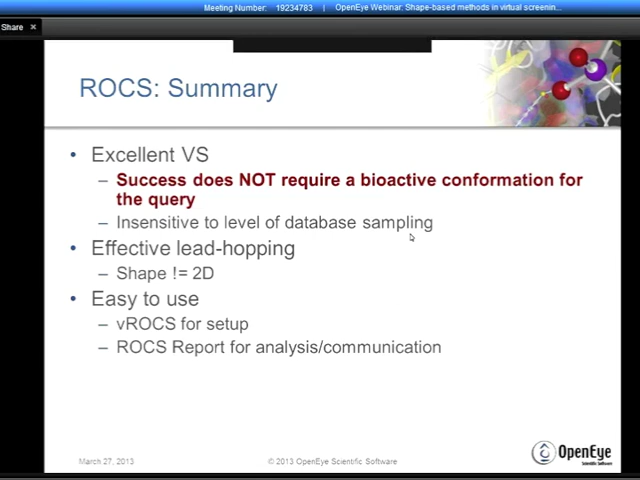 Meeting Number: 19234783 | OpenEye Webinar: Shape-based methods in virtual screenin...
Share ×
ROCS: Summary
• Excellent VS
– Success does NOT require a bioactive conformation for
the query
– Insensitive to level of database sampling
• Effective lead-hopping
– Shape != 2D
• Easy to use
– vROCS for setup
– ROCS Report for analysis/communication
March 27, 2013
© 2013 OpenEye Scientific Software
OpenEye
Scientific Software